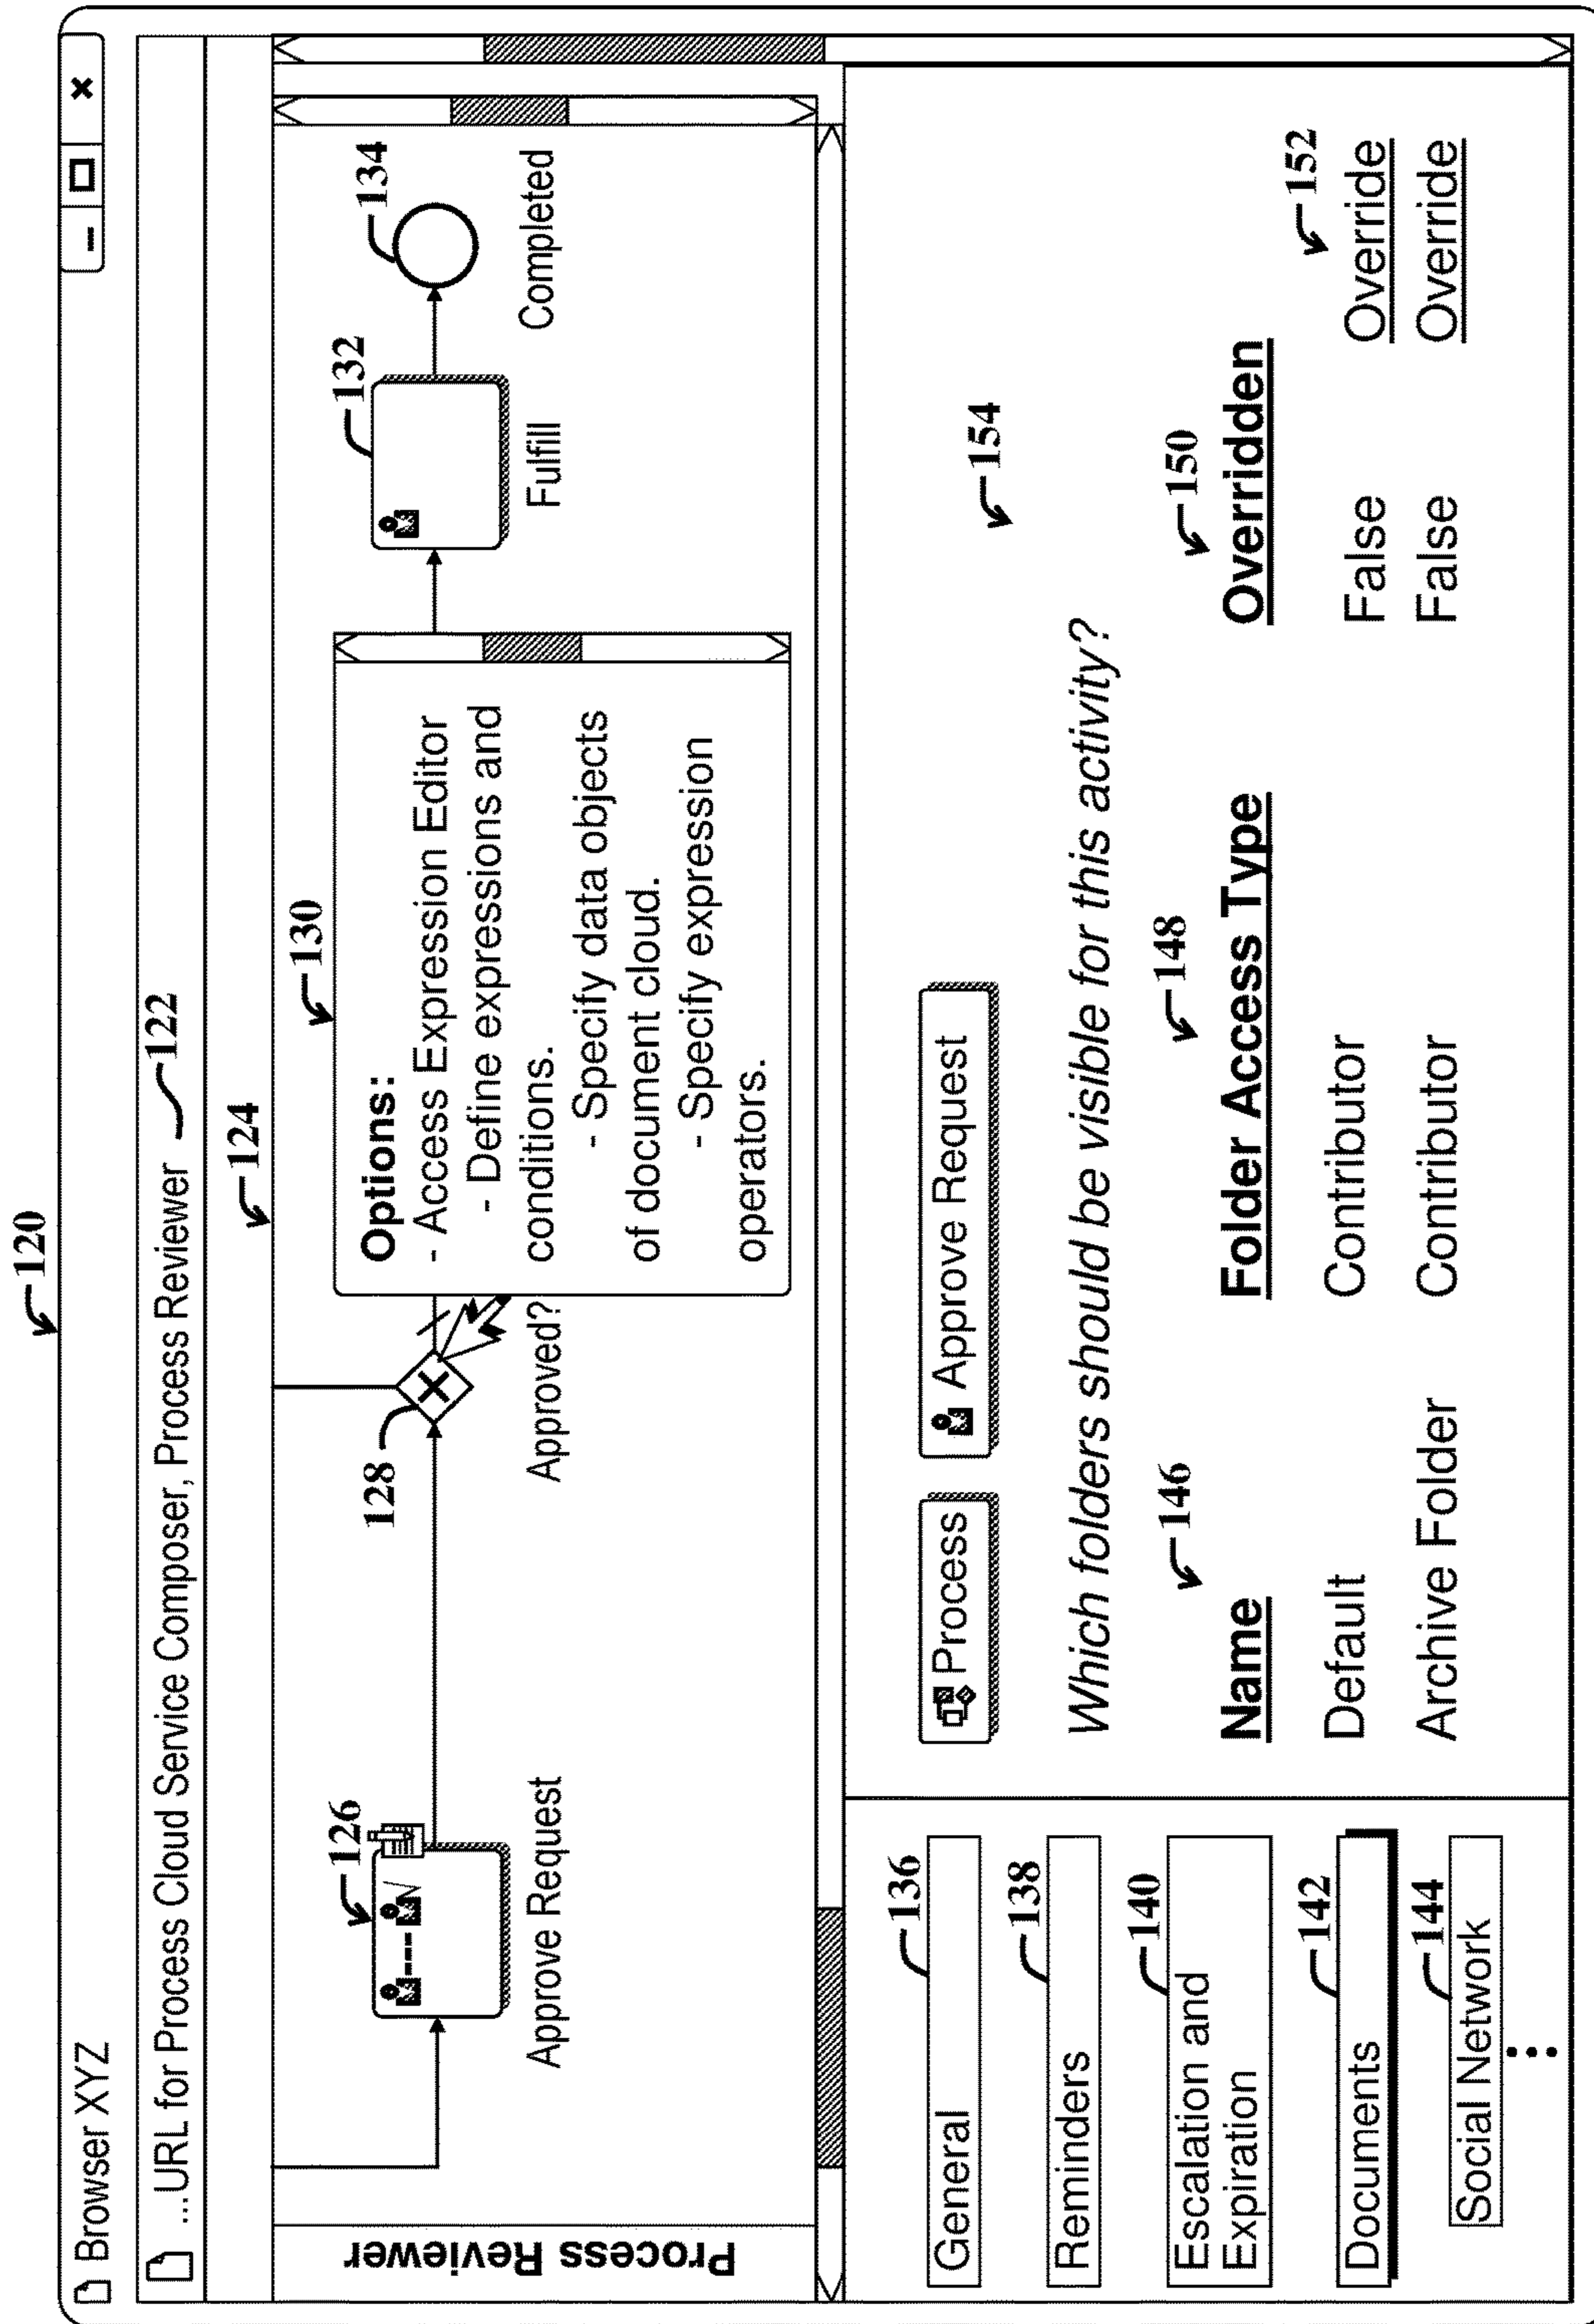 120
Browser XYZ
...URL for Process Cloud Service Composer, Process Reviewer
122
124
Process Reviewer
126
Approve Request
128
Approved?
130
Options:
- Access Expression Editor
- Define expressions and
conditions.
- Specify data objects
of document cloud.
- Specify expression
operators.
132
Fulfill
134
Completed
136
General
138
Reminders
140
Escalation and
Expiration
142
Documents
144
Social Network
Process
Approve Request
154
Which folders should be visible for this activity?
146
148
150
152
Name Folder Access Type Overridden
Default Contributor False Override
Archive Folder Contributor False Override